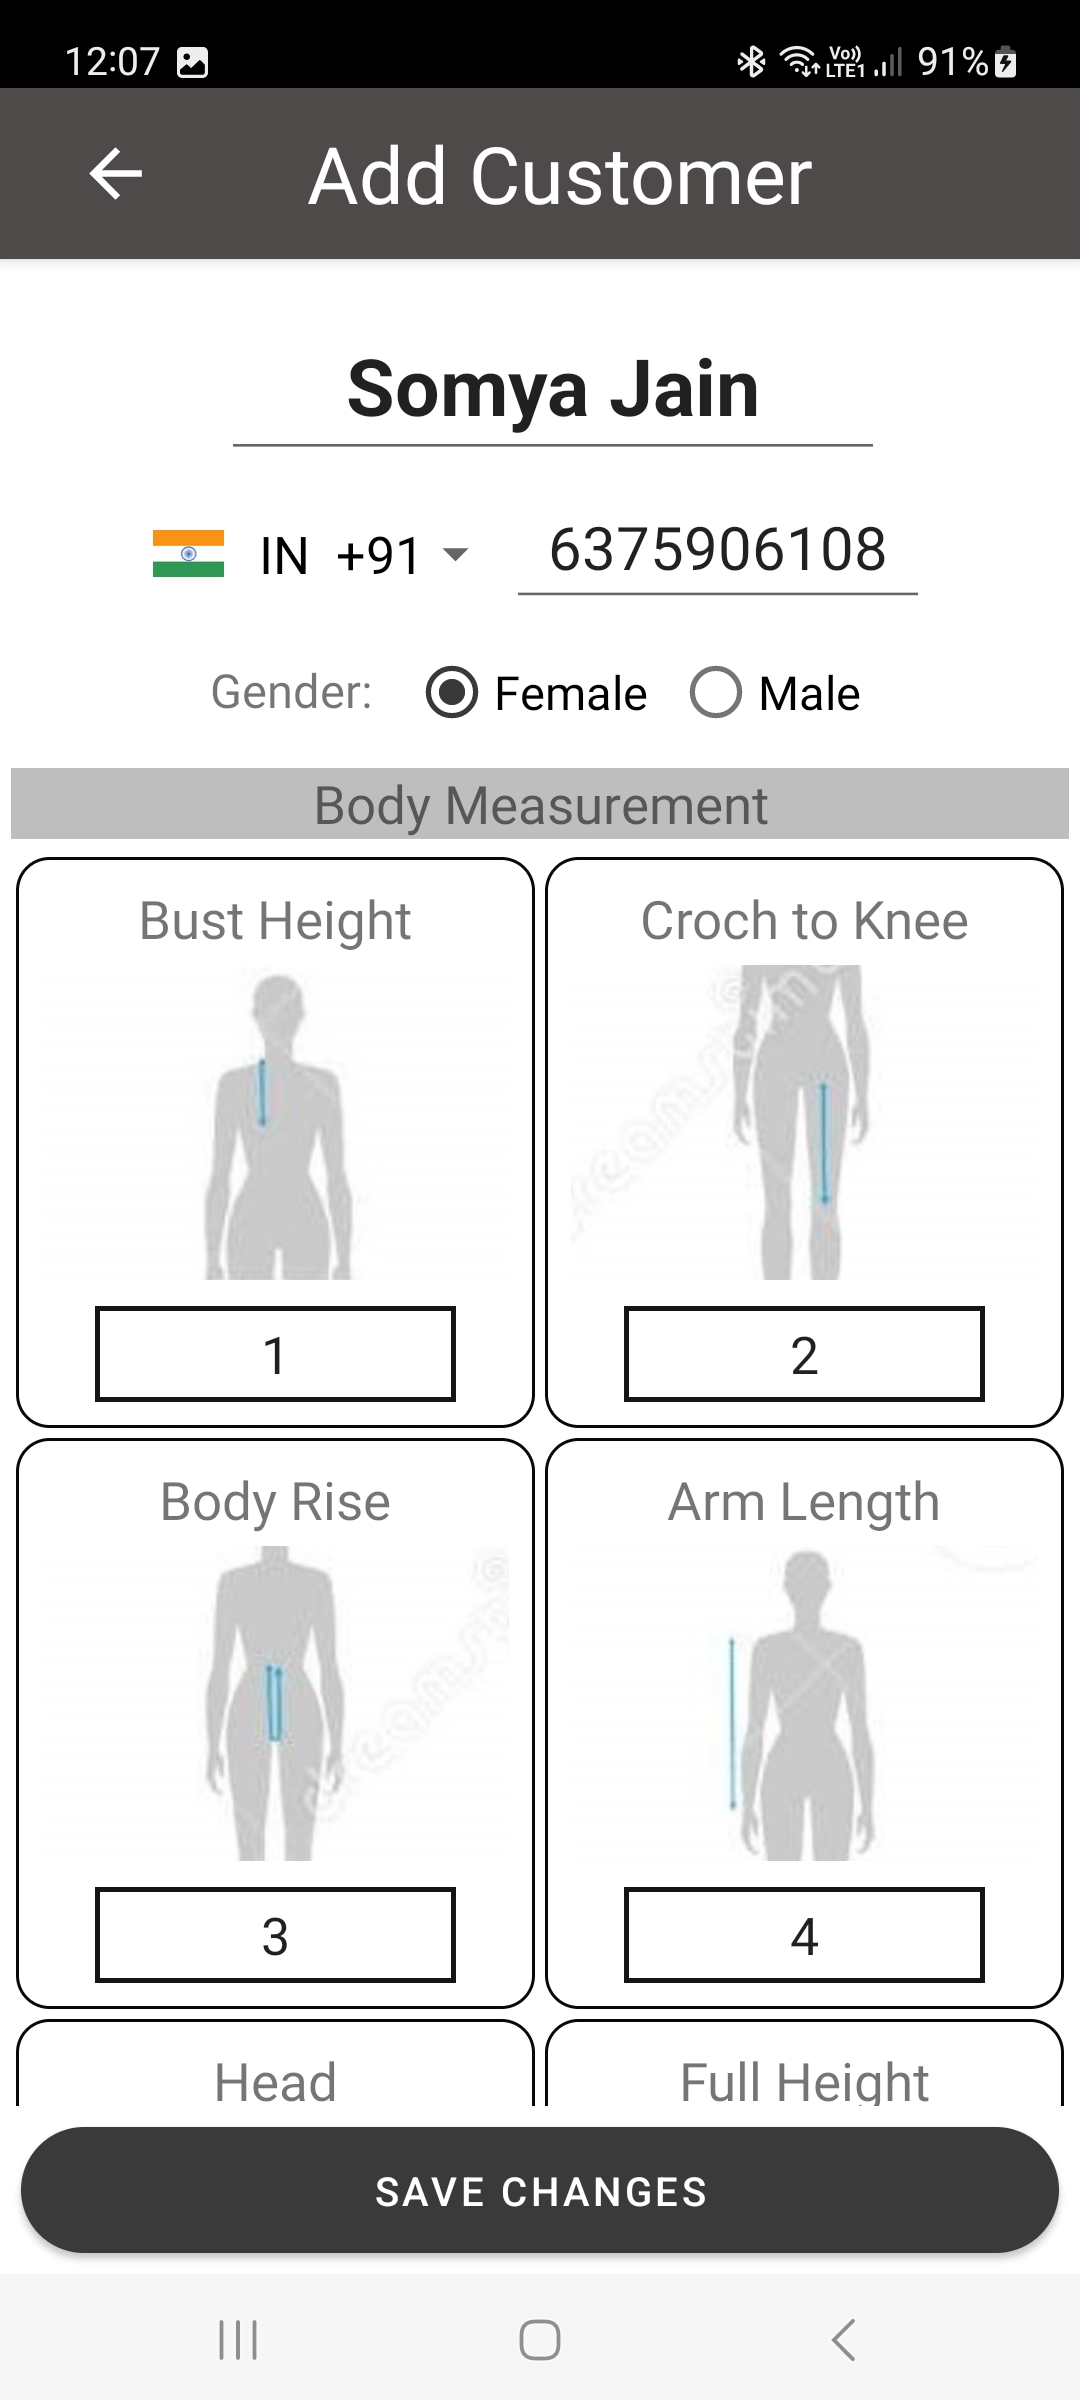 12:07 Vo)) LTE1 91%
Add Customer
Somya Jain
IN +91 6375906108
Gender: Female Male
Body Measurement
Bust Height Croch to Knee
1 2
Body Rise Arm Length
dreams
3 4
Head Full Height
SAVE CHANGES